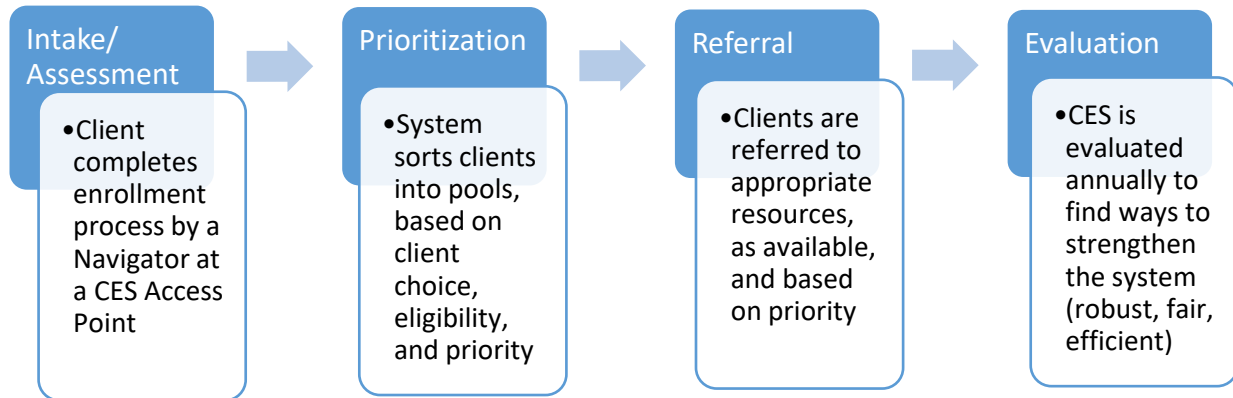 Intake/
Assessment
•Client
completes
enrollment
process by a
Navigator at
a CES Access
Point
Prioritization
•System
sorts clients
into pools,
based on
client
choice,
eligibility,
and priority
Referral
•Clients are
referred to
appropriate
resources,
as available,
and based
on priority
Evaluation
•CES is
evaluated
annually to
find ways to
strengthen
the system
(robust, fair,
efficient)